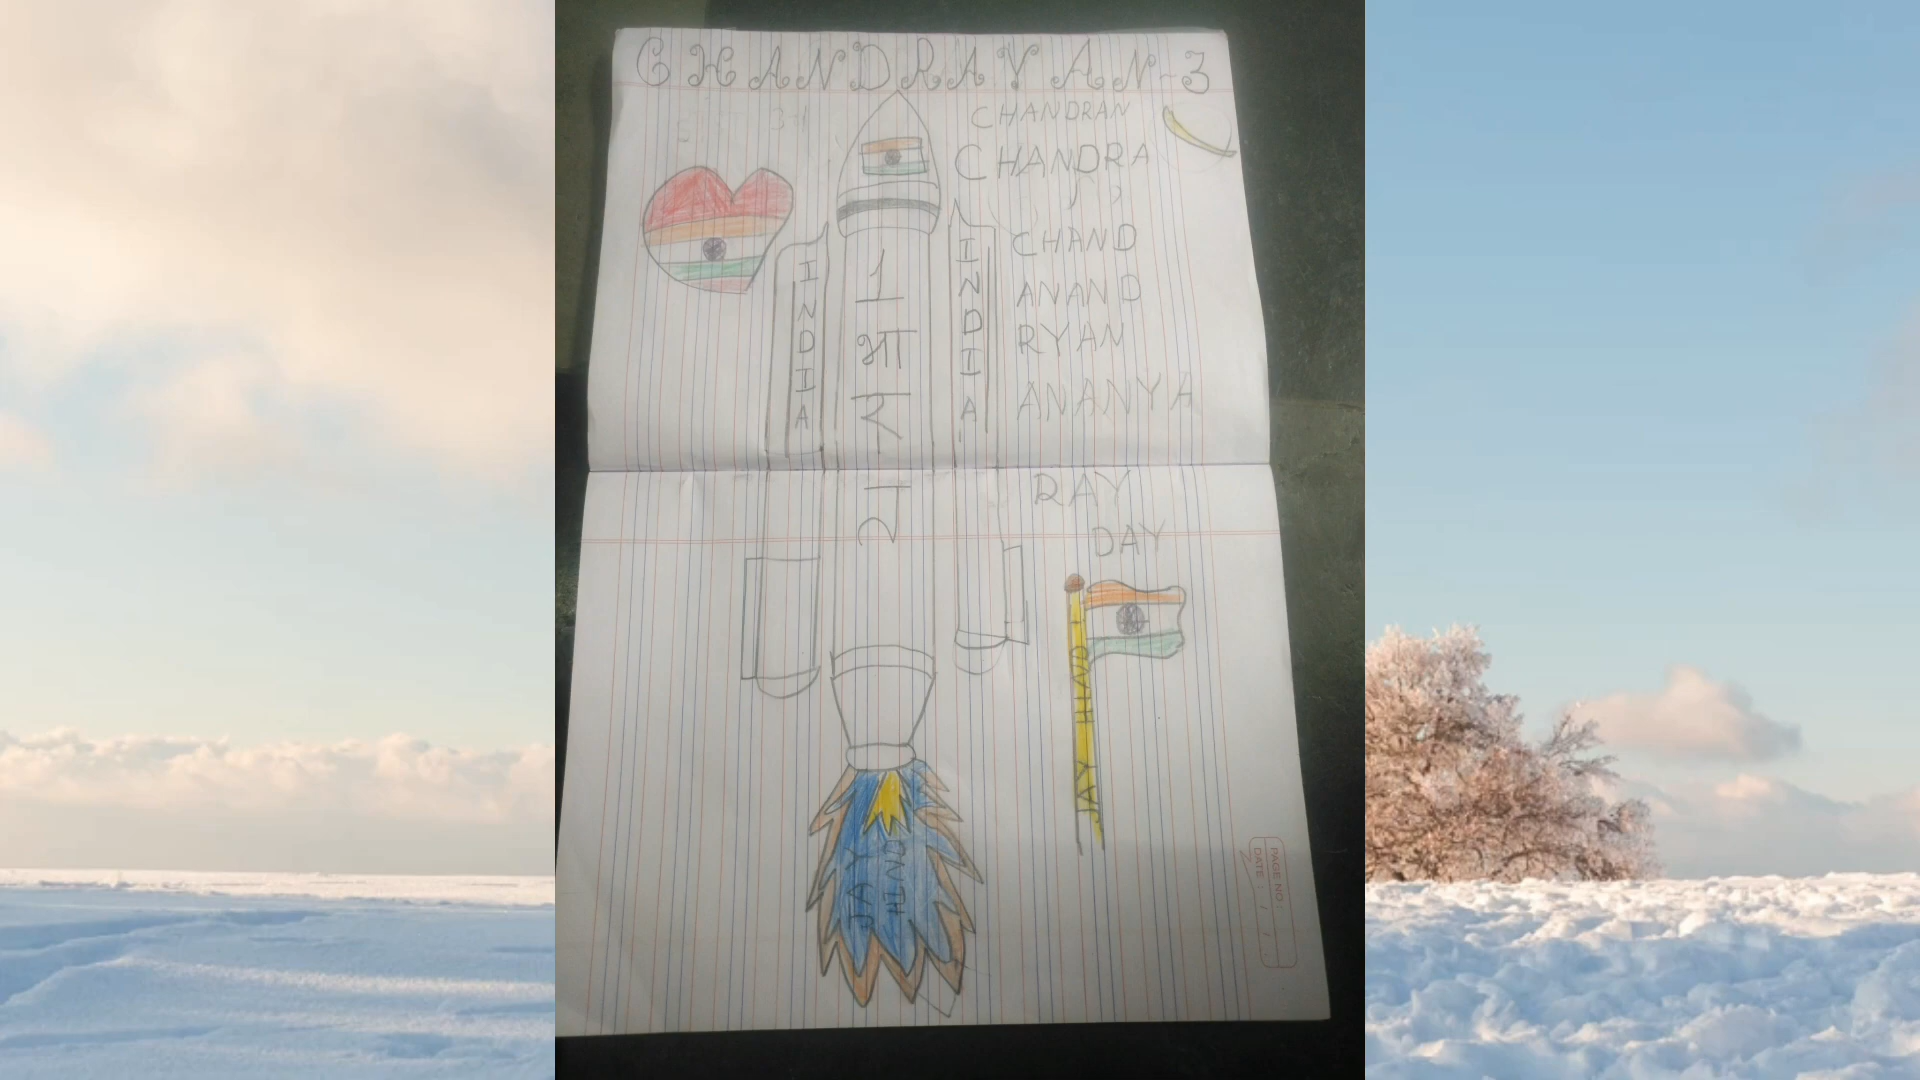 CHANDRAYAN-3
CHANDRAN
CHANDRA
CHAND
ANAND
RYAN
ANANYA
RAY
DAY
INDIA
1
भारत
INDIA
JAY HIND
JAY
HIND
PAGE NO.:
DATE: / /